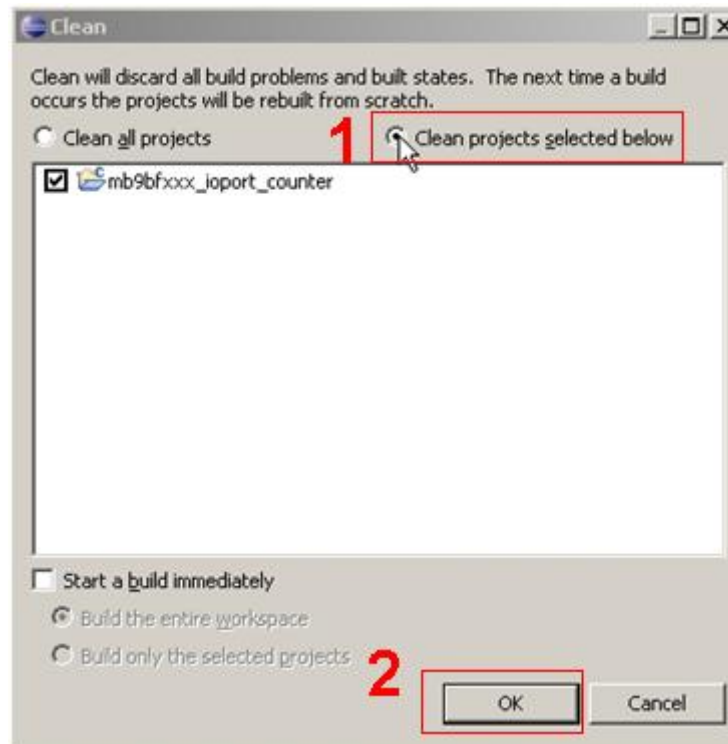 Clean
Clean will discard all build problems and built states. The next time a build
occurs the projects will be rebuilt from scratch.
Clean all projects
1
Clean projects selected below
mb9bfxxx_ioport_counter
Start a build immediately
Build the entire workspace
Build only the selected projects
2
OK
Cancel